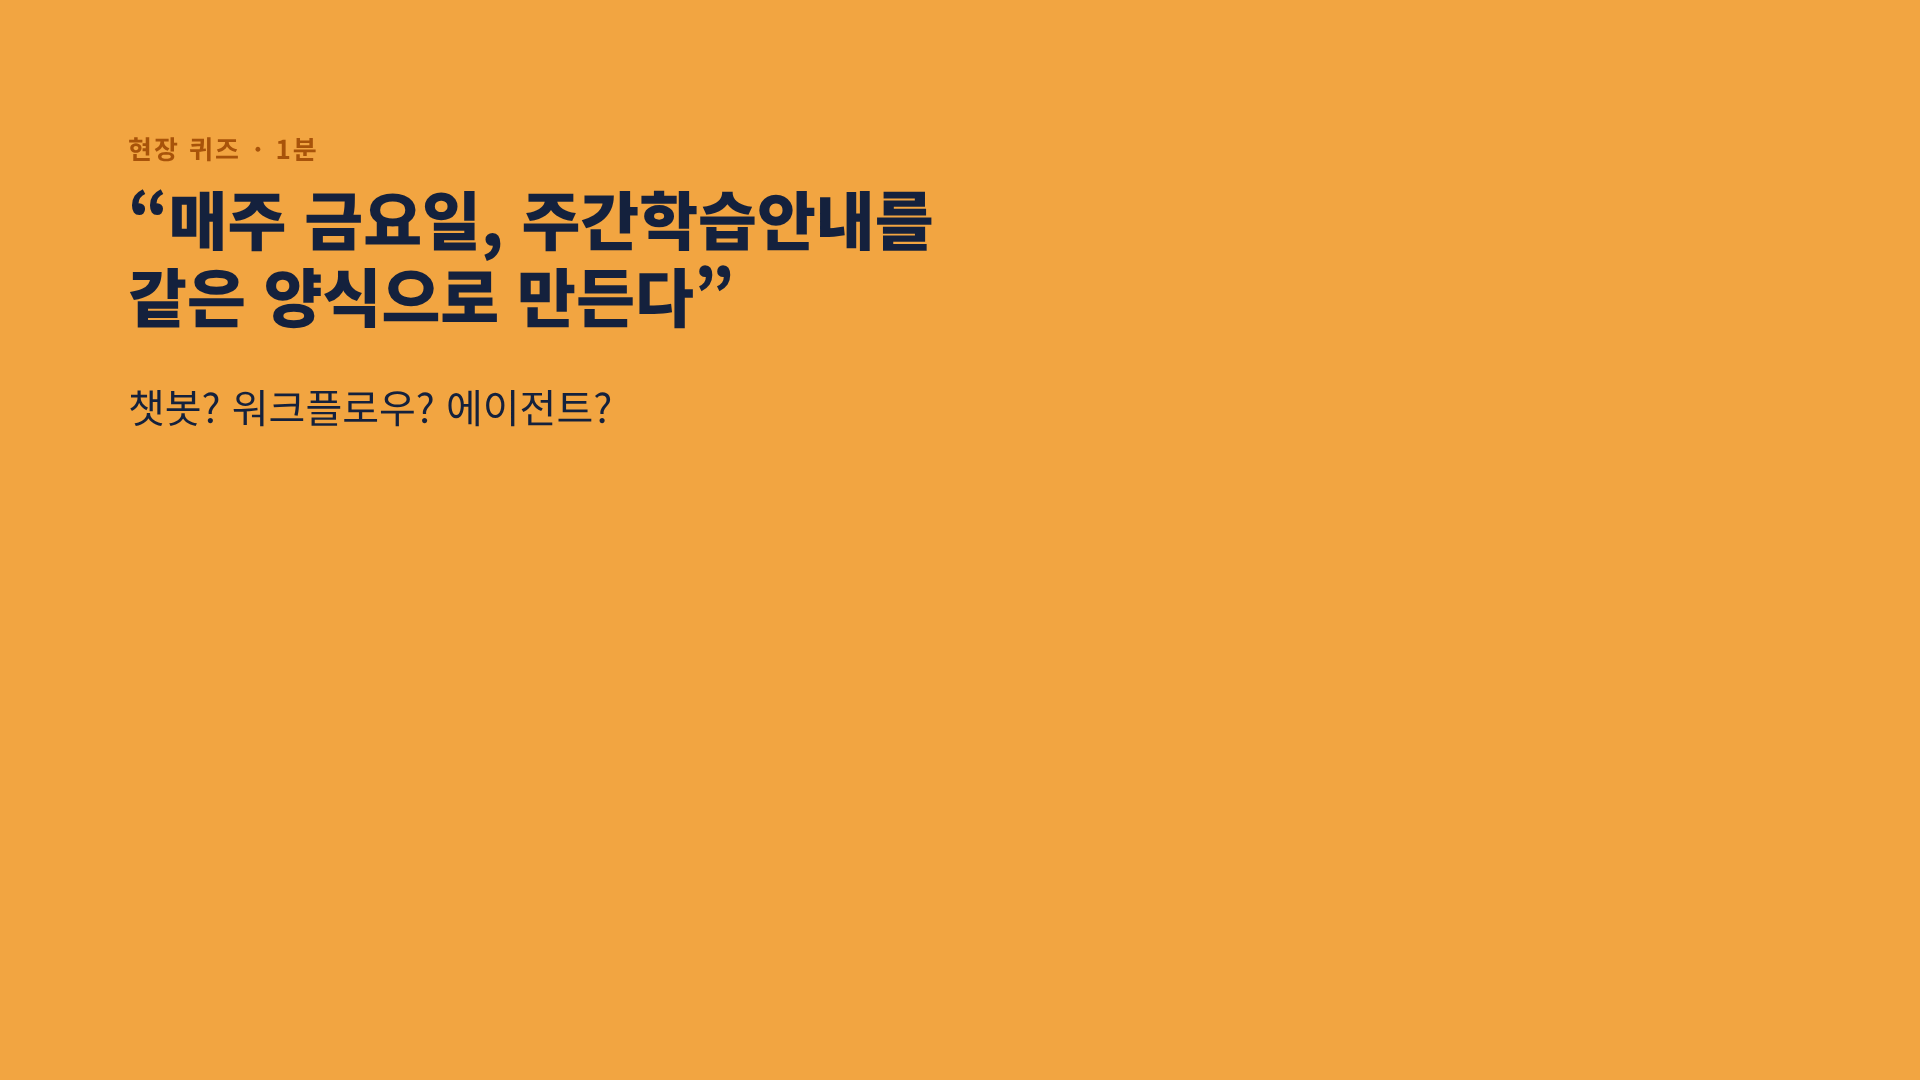 현장 퀴즈 · 1분
“매주 금요일, 주간학습안내를
같은 양식으로 만든다”
챗봇? 워크플로우? 에이전트?